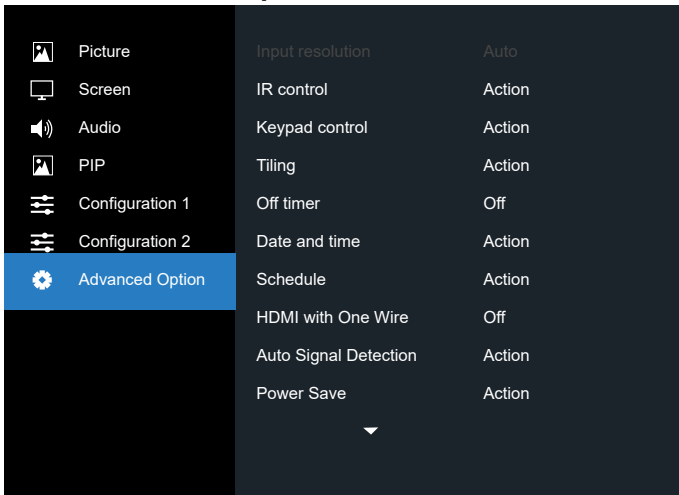 Picture
Screen
Audio
PIP
Configuration 1
Configuration 2
Advanced Option
Input resolution Auto
IR control Action
Keypad control Action
Tiling Action
Off timer Off
Date and time Action
Schedule Action
HDMI with One Wire Off
Auto Signal Detection Action
Power Save Action